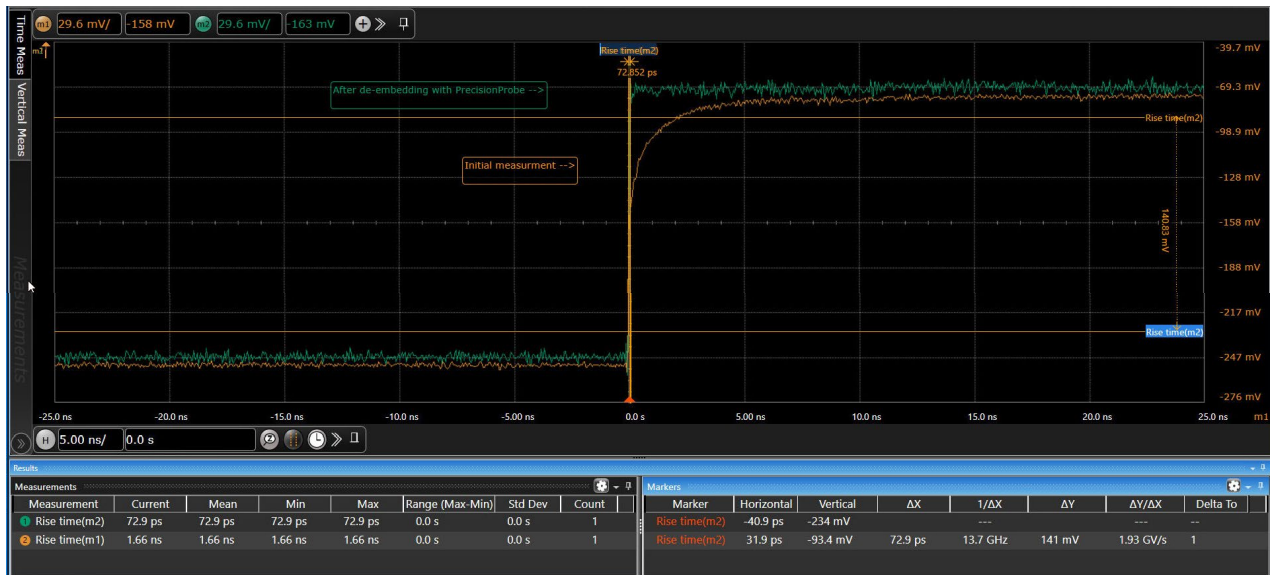 Time Meas
Vertical Meas
Measurements
m1 29.6 mV/ -158 mV m2 29.6 mV/ -163 mV
m1
Rise time(m2)
72.852 ps
After de-embedding with PrecisionProbe -->
Initial measurment -->
Rise time(m2)
140.83 mV
Rise time(m2)
-39.7 mV
-69.3 mV
-98.9 mV
-128 mV
-158 mV
-188 mV
-217 mV
-247 mV
-276 mV
-25.0 ns -20.0 ns -15.0 ns -10.0 ns -5.00 ns 0.0 s 5.00 ns 10.0 ns 15.0 ns 20.0 ns 25.0 ns m1
H 5.00 ns/ 0.0 s
Results
Measurements
Measurement Current Mean Min Max Range (Max-Min) Std Dev Count
1 Rise time(m2) 72.9 ps 72.9 ps 72.9 ps 72.9 ps 0.0 s 0.0 s 1
2 Rise time(m1) 1.66 ns 1.66 ns 1.66 ns 1.66 ns 0.0 s 0.0 s 1
Markers
Marker Horizontal Vertical ΔX 1/ΔX ΔY ΔY/ΔX Delta To
Rise time(m2) -40.9 ps -234 mV --- --- --
Rise time(m2) 31.9 ps -93.4 mV 72.9 ps 13.7 GHz 141 mV 1.93 GV/s 1